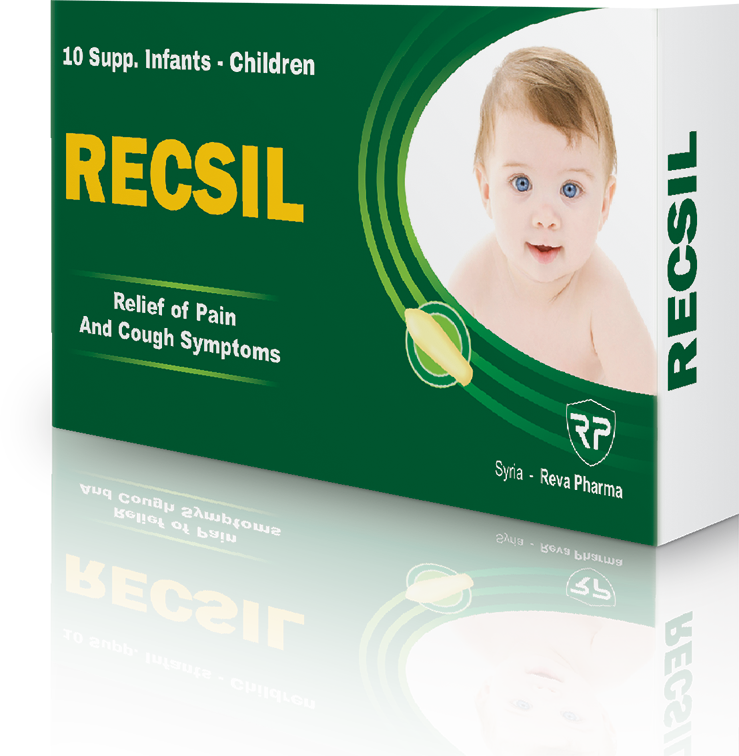 10 Supp. Infants - Children
RECSIL
Relief of Pain
And Cough Symptoms
RP
Syria - Reva Pharma
RECSIL